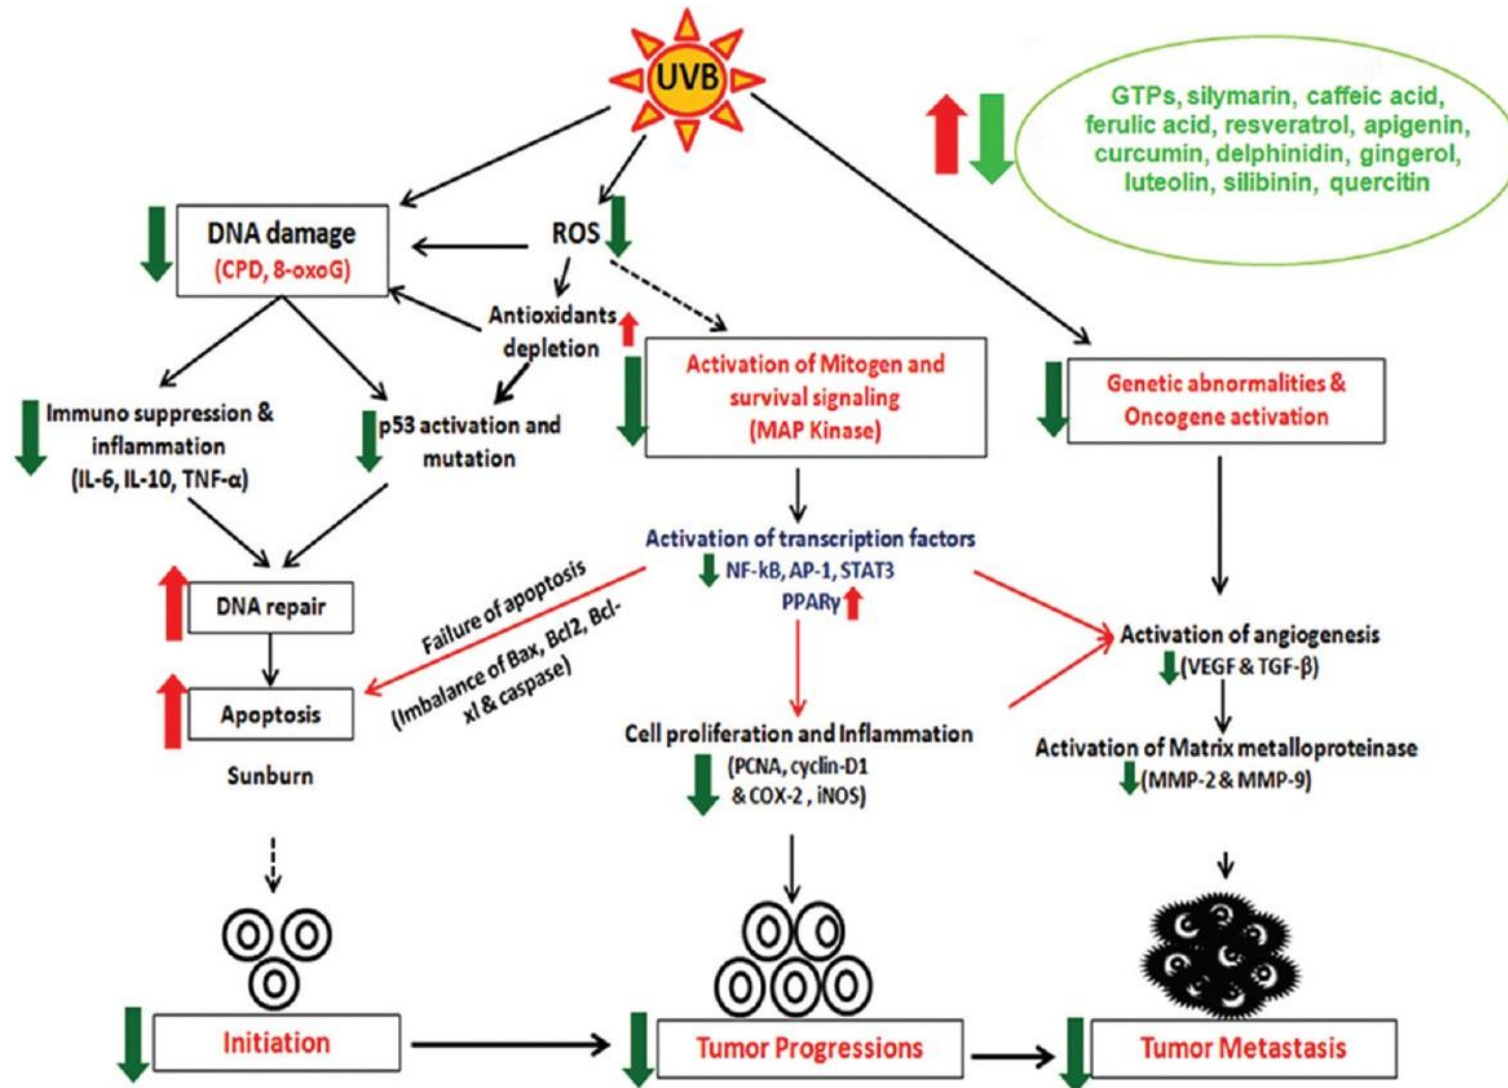 UVB
GTPs, silymarin, caffeic acid,
ferulic acid, resveratrol, apigenin,
curcumin, delphinidin, gingerol,
luteolin, silibinin, quercitin
DNA damage
(CPD, 8-oxoG)
ROS
Antioxidants
depletion
Activation of Mitogen and
survival signaling
(MAP Kinase)
Genetic abnormalities &
Oncogene activation
Immuno suppression &
inflammation
(IL-6, IL-10, TNF-α)
p53 activation and
mutation
Activation of transcription factors
NF-kB, AP-1, STAT3
PPARγ
Failure of apoptosis
(Imbalance of Bax, Bcl2, Bcl-
xl & caspase)
DNA repair
Apoptosis
Sunburn
Activation of angiogenesis
(VEGF & TGF-β)
Cell proliferation and Inflammation
(PCNA, cyclin-D1
& COX-2 , iNOS)
Activation of Matrix metalloproteinase
(MMP-2 & MMP-9)
Initiation
Tumor Progressions
Tumor Metastasis